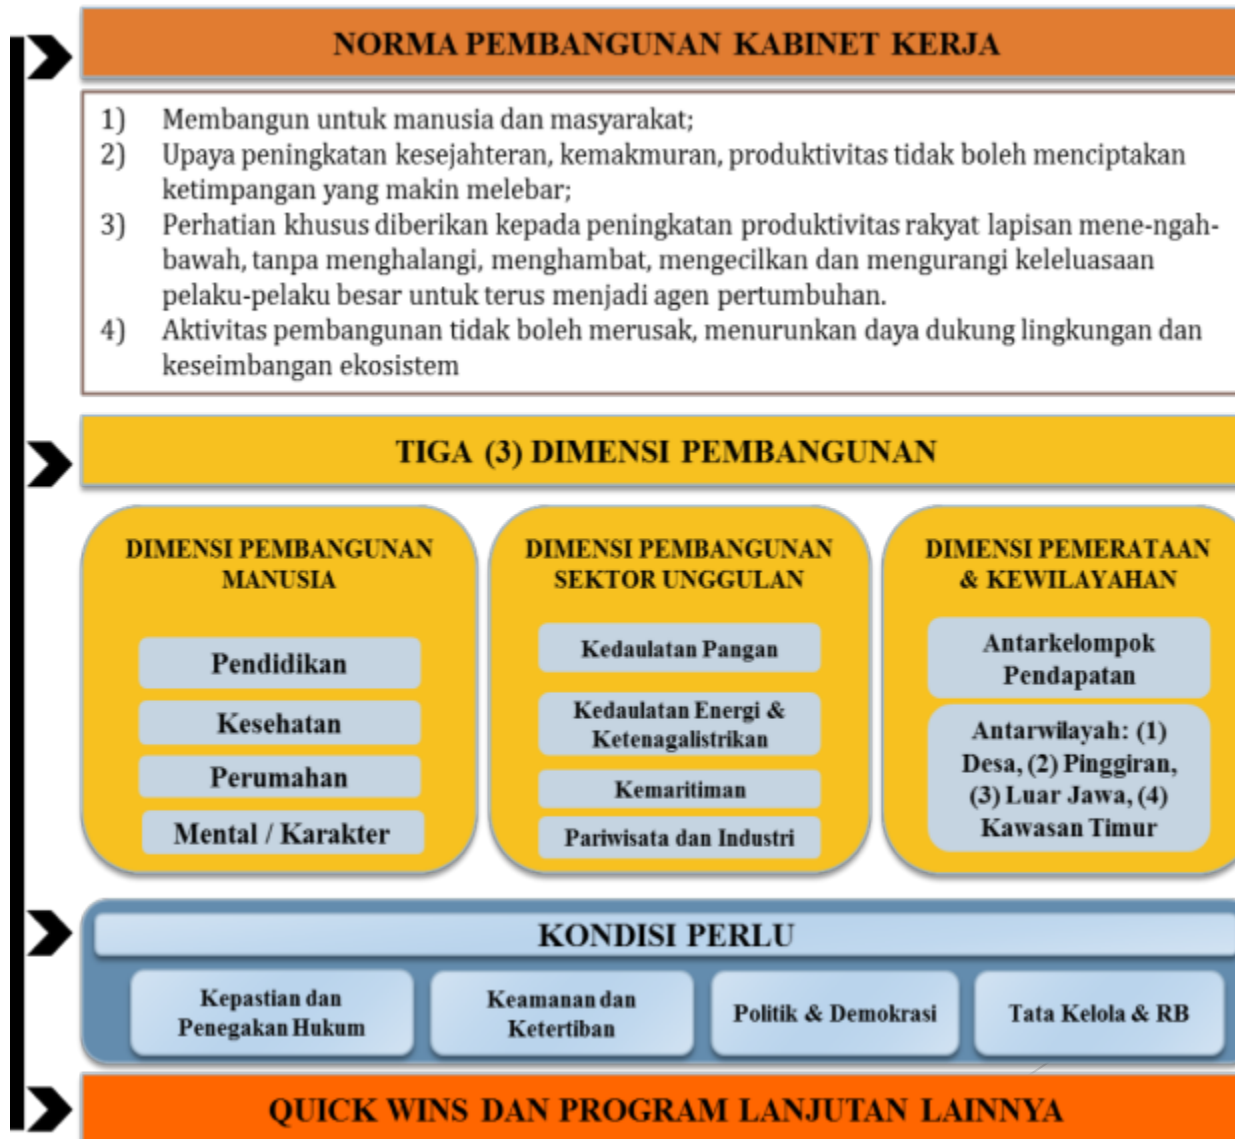 NORMA PEMBANGUNAN KABINET KERJA
1) Membangun untuk manusia dan masyarakat;
2) Upaya peningkatan kesejahteran, kemakmuran, produktivitas tidak boleh menciptakan
ketimpangan yang makin melebar;
3) Perhatian khusus diberikan kepada peningkatan produktivitas rakyat lapisan mene-ngah-
bawah, tanpa menghalangi, menghambat, mengecilkan dan mengurangi keleluasaan
pelaku-pelaku besar untuk terus menjadi agen pertumbuhan.
4) Aktivitas pembangunan tidak boleh merusak, menurunkan daya dukung lingkungan dan
keseimbangan ekosistem
TIGA (3) DIMENSI PEMBANGUNAN
DIMENSI PEMBANGUNAN
MANUSIA
Pendidikan
Kesehatan
Perumahan
Mental / Karakter
DIMENSI PEMBANGUNAN
SEKTOR UNGGULAN
Kedaulatan Pangan
Kedaulatan Energi &
Ketenagalistrikan
Kemaritiman
Pariwisata dan Industri
DIMENSI PEMERATAAN
& KEWILAYAHAN
Antarkelompok
Pendapatan
Antarwilayah: (1)
Desa, (2) Pinggiran,
(3) Luar Jawa, (4)
Kawasan Timur
KONDISI PERLU
Kepastian dan
Penegakan Hukum
Keamanan dan
Ketertiban
Politik & Demokrasi
Tata Kelola & RB
QUICK WINS DAN PROGRAM LANJUTAN LAINNYA